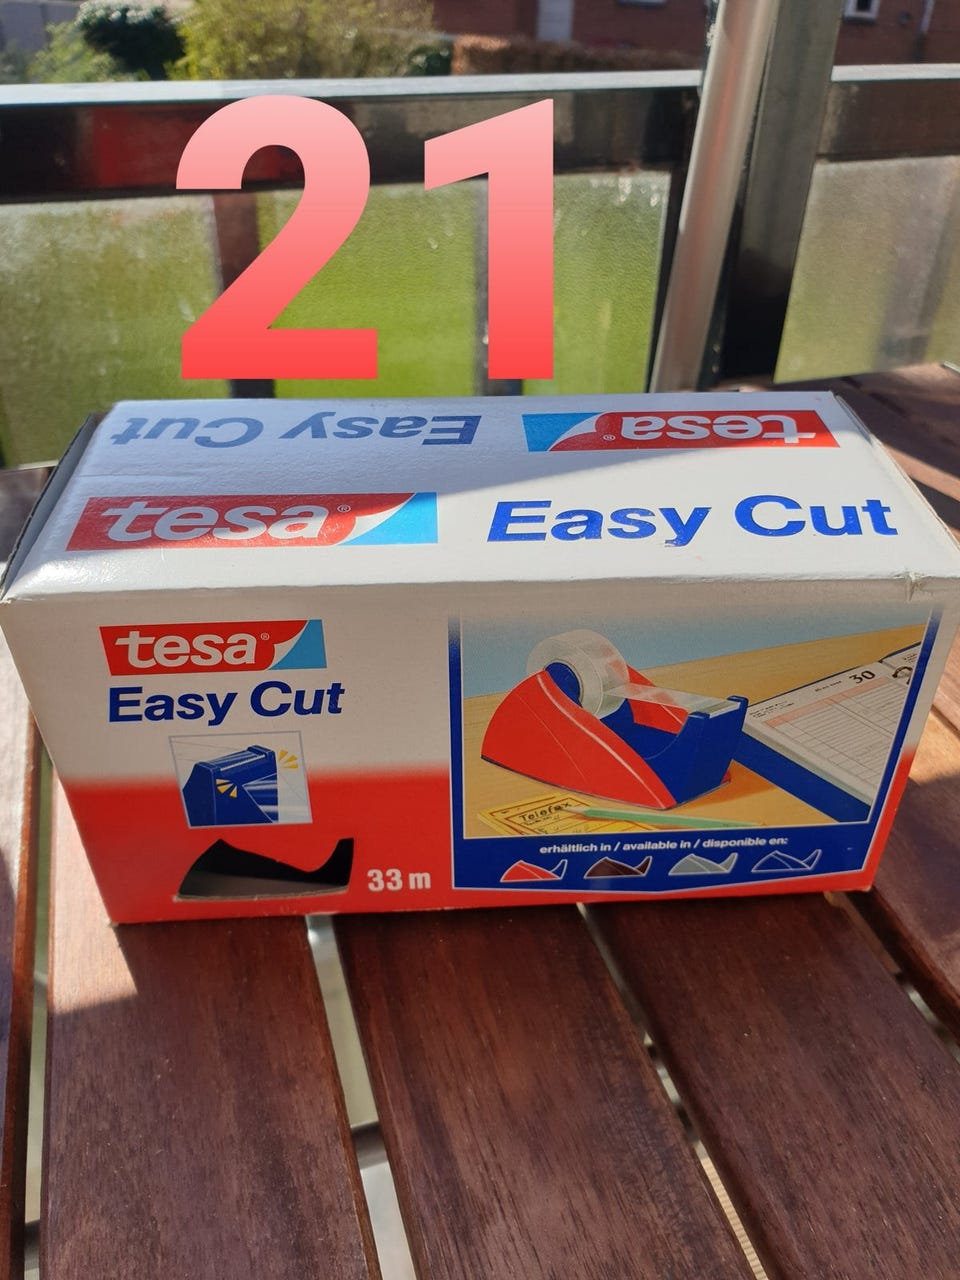 21
Easy Cut tesa®
tesa® Easy Cut
tesa®
Easy Cut
33 m
30
Telefax
erhältlich in / available in / disponible en: